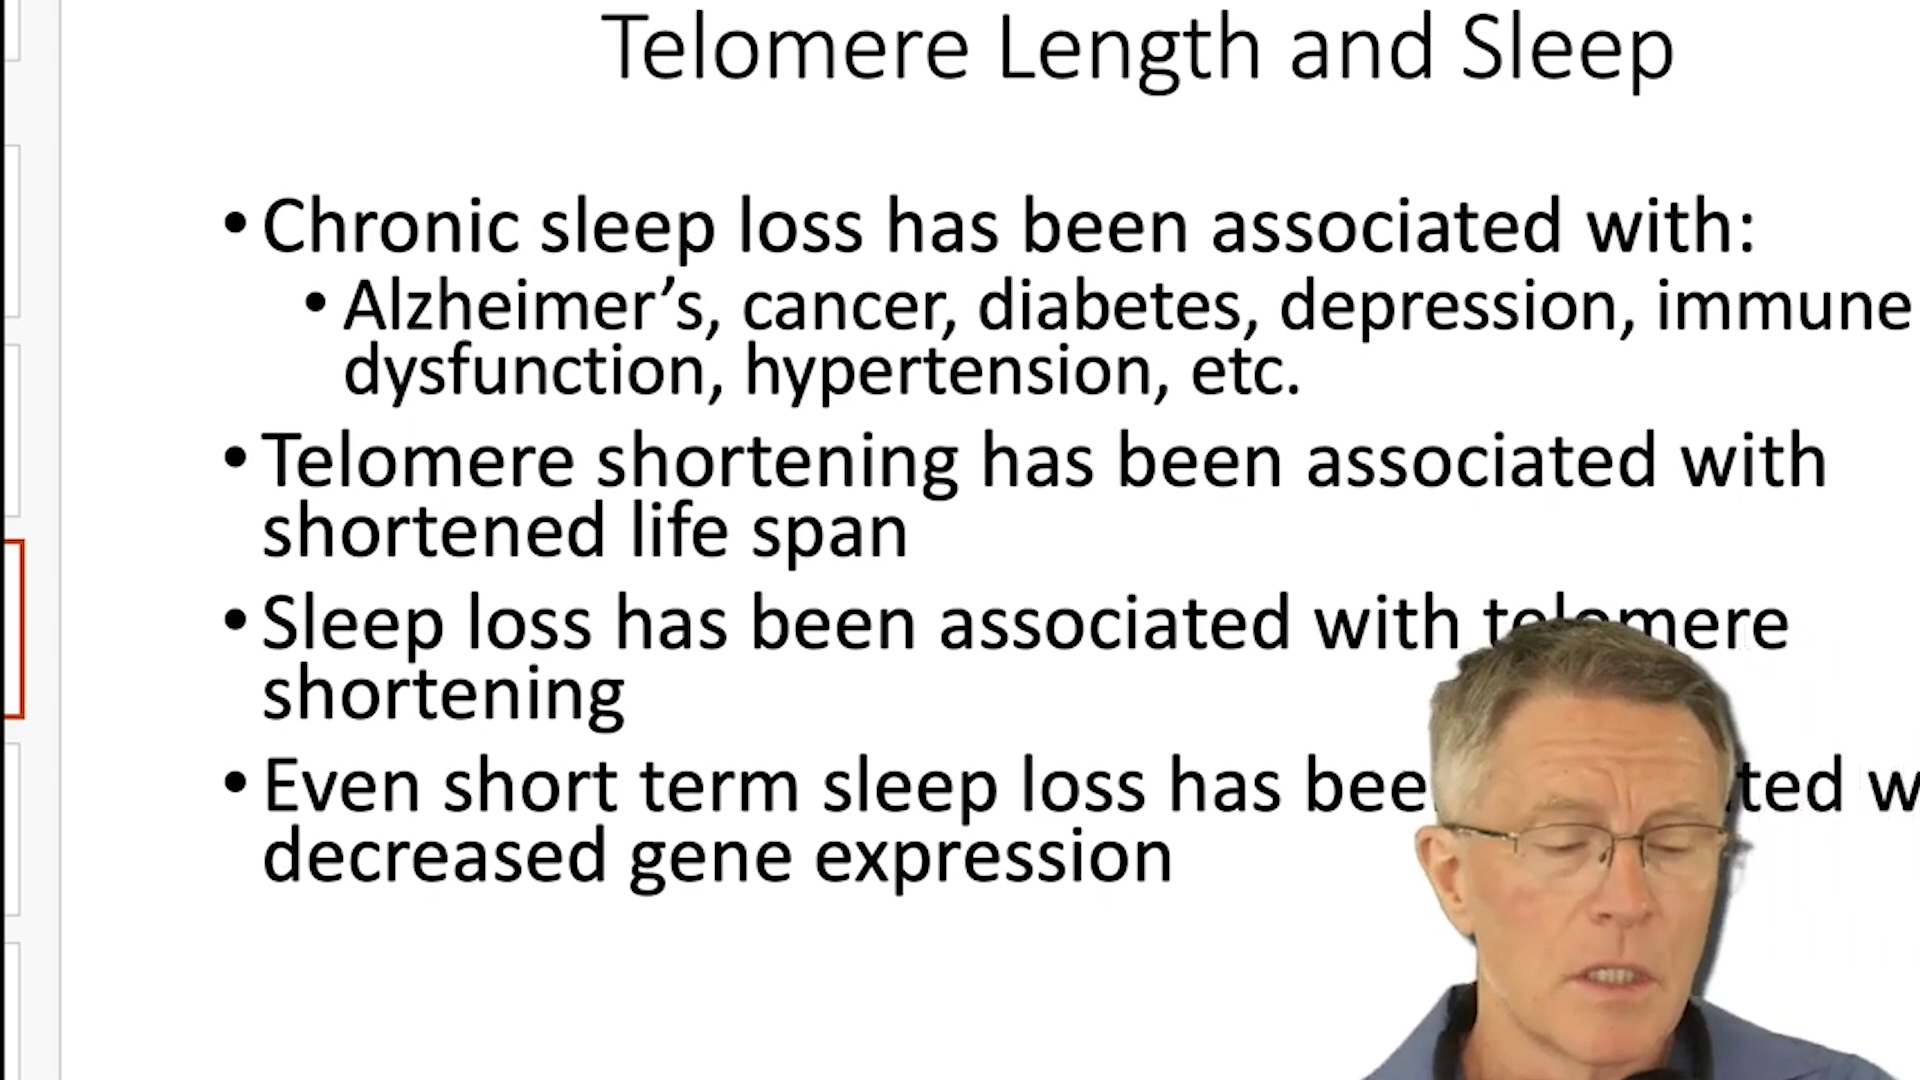 Telomere Length and Sleep
• Chronic sleep loss has been associated with:
• Alzheimer’s, cancer, diabetes, depression, immune
dysfunction, hypertension, etc.
• Telomere shortening has been associated with
shortened life span
• Sleep loss has been associated with telomere
shortening
• Even short term sleep loss has
decreased gene expression